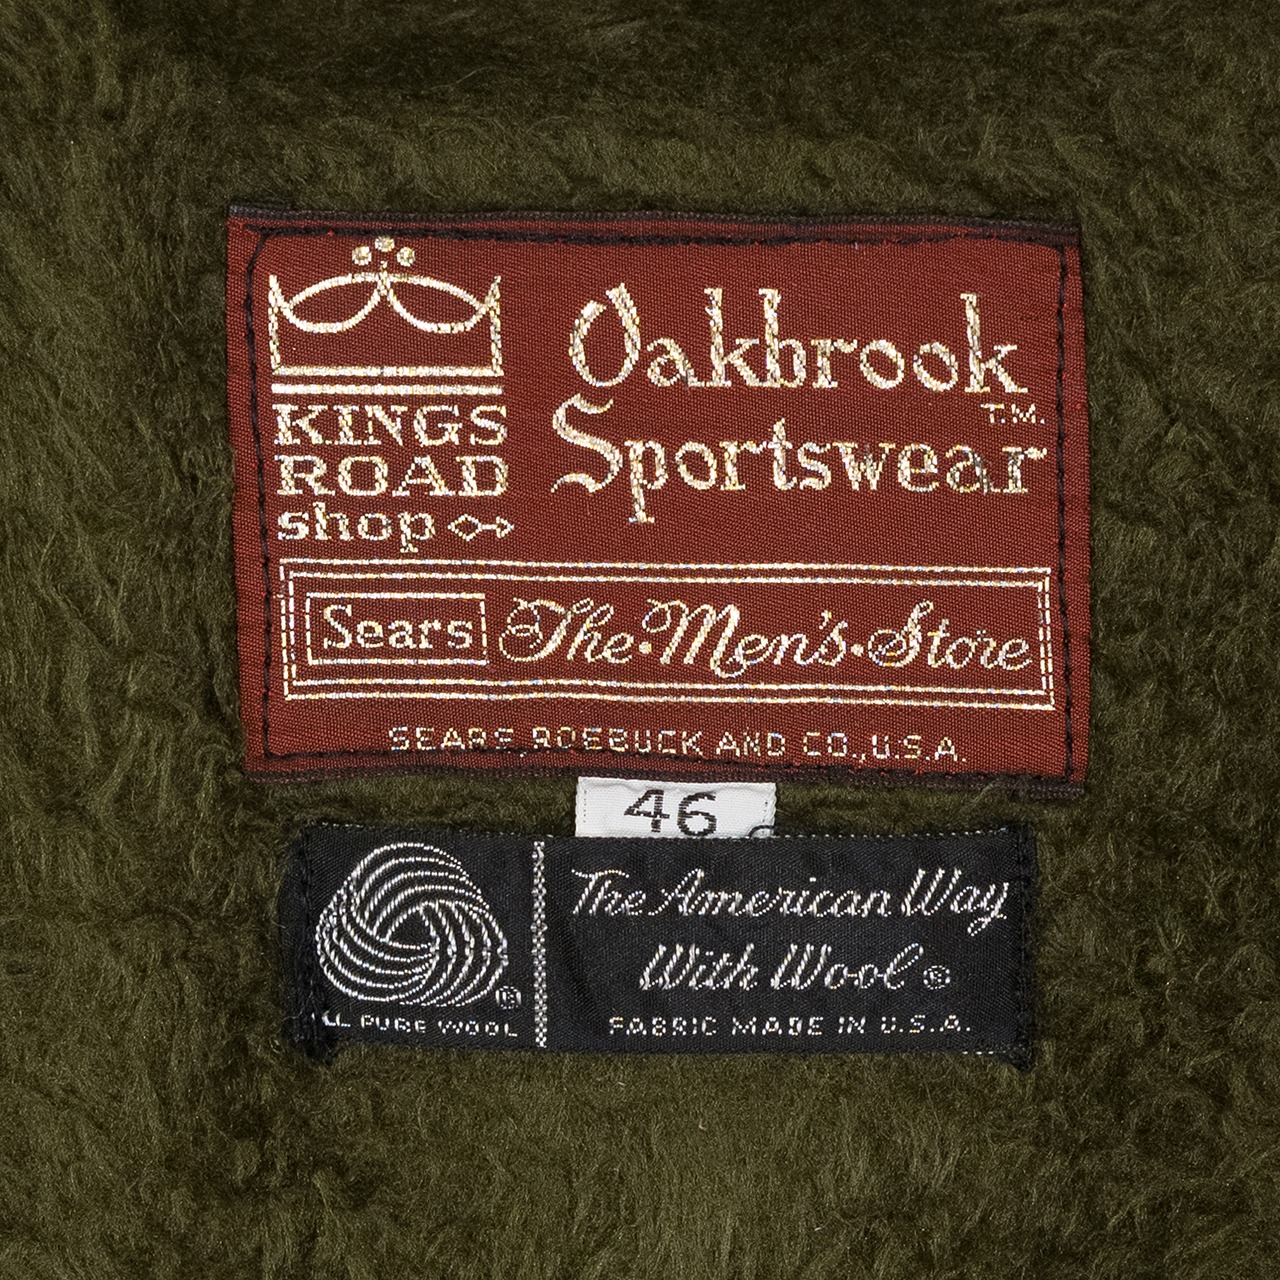 KINGS
ROAD
shop
Oakbrook
Sportswear T.M.
Sears The·Men's·Store
SEARS, ROEBUCK AND CO., U.S.A.
46
LL PURE WOOL
The American Way
With Wool ®
FABRIC MADE IN U.S.A.